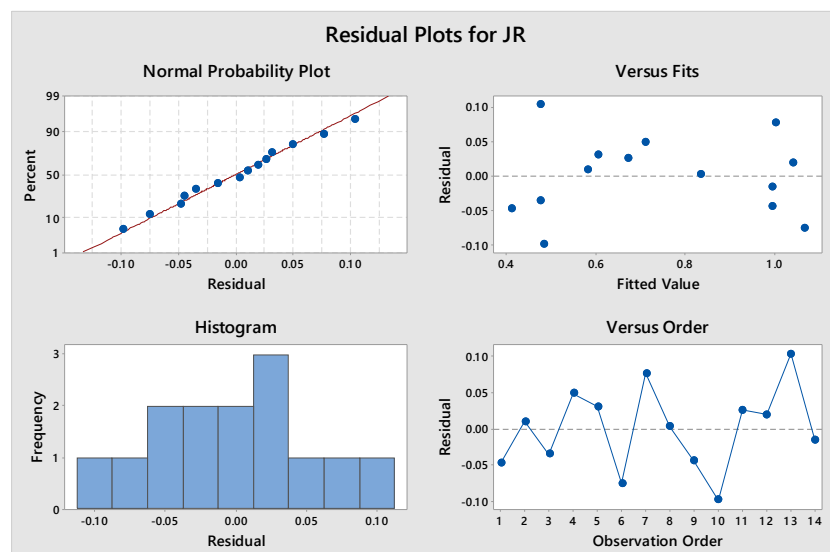 Residual Plots for JR
Normal Probability Plot
99
90
50
10
1
Percent
-0.10 -0.05 0.00 0.05 0.10
Residual
Versus Fits
0.10
0.05
0.00
-0.05
-0.10
Residual
0.4 0.6 0.8 1.0
Fitted Value
Histogram
3
2
1
0
Frequency
-0.10 -0.05 0.00 0.05 0.10
Residual
Versus Order
0.10
0.05
0.00
-0.05
-0.10
Residual
1 2 3 4 5 6 7 8 9 10 11 12 13 14
Observation Order